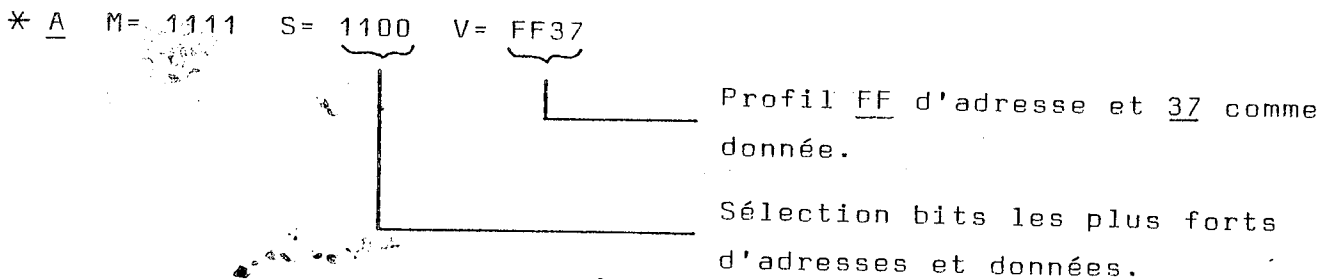 * A M= 1111 S= 1100 V= FF37
Profil FF d'adresse et 37 comme
donnée.
Sélection bits les plus forts
d'adresses et données.